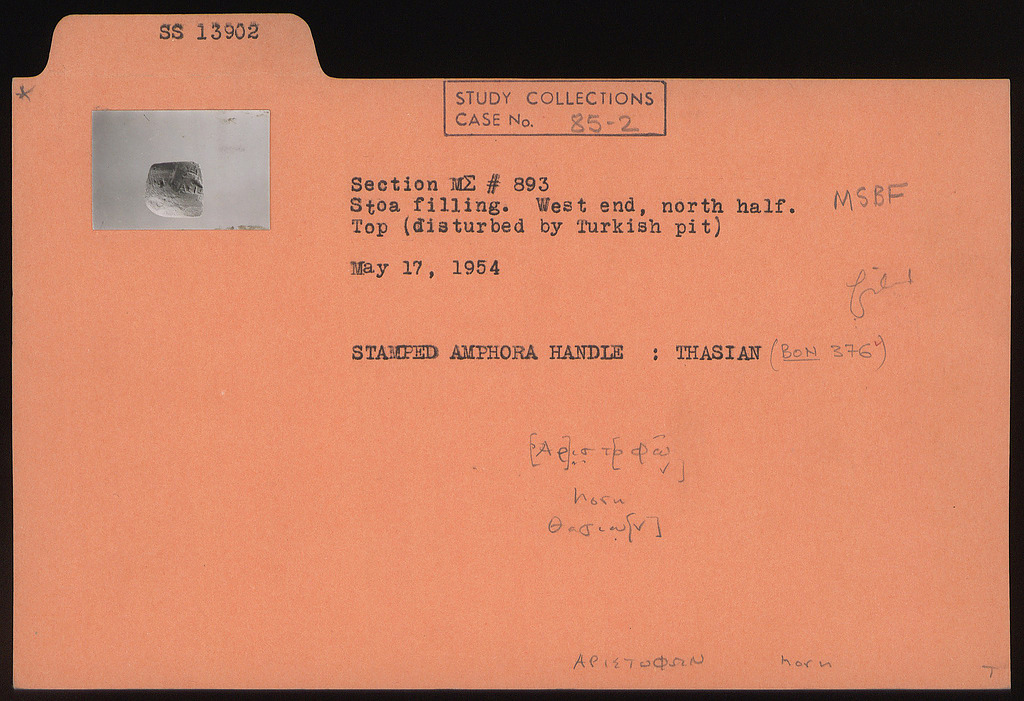 SS 13902
*
STUDY COLLECTIONS
CASE No. 85-2
Section ΜΣ # 893
Stoa filling. West end, north half.
Top (disturbed by Turkish pit)
MSBF
May 17, 1954
STAMPED AMPHORA HANDLE : THASIAN (BON 376)
horn
Θασιω[ν]
ΑΡΙΣΤΟΦΩΝ horn
T